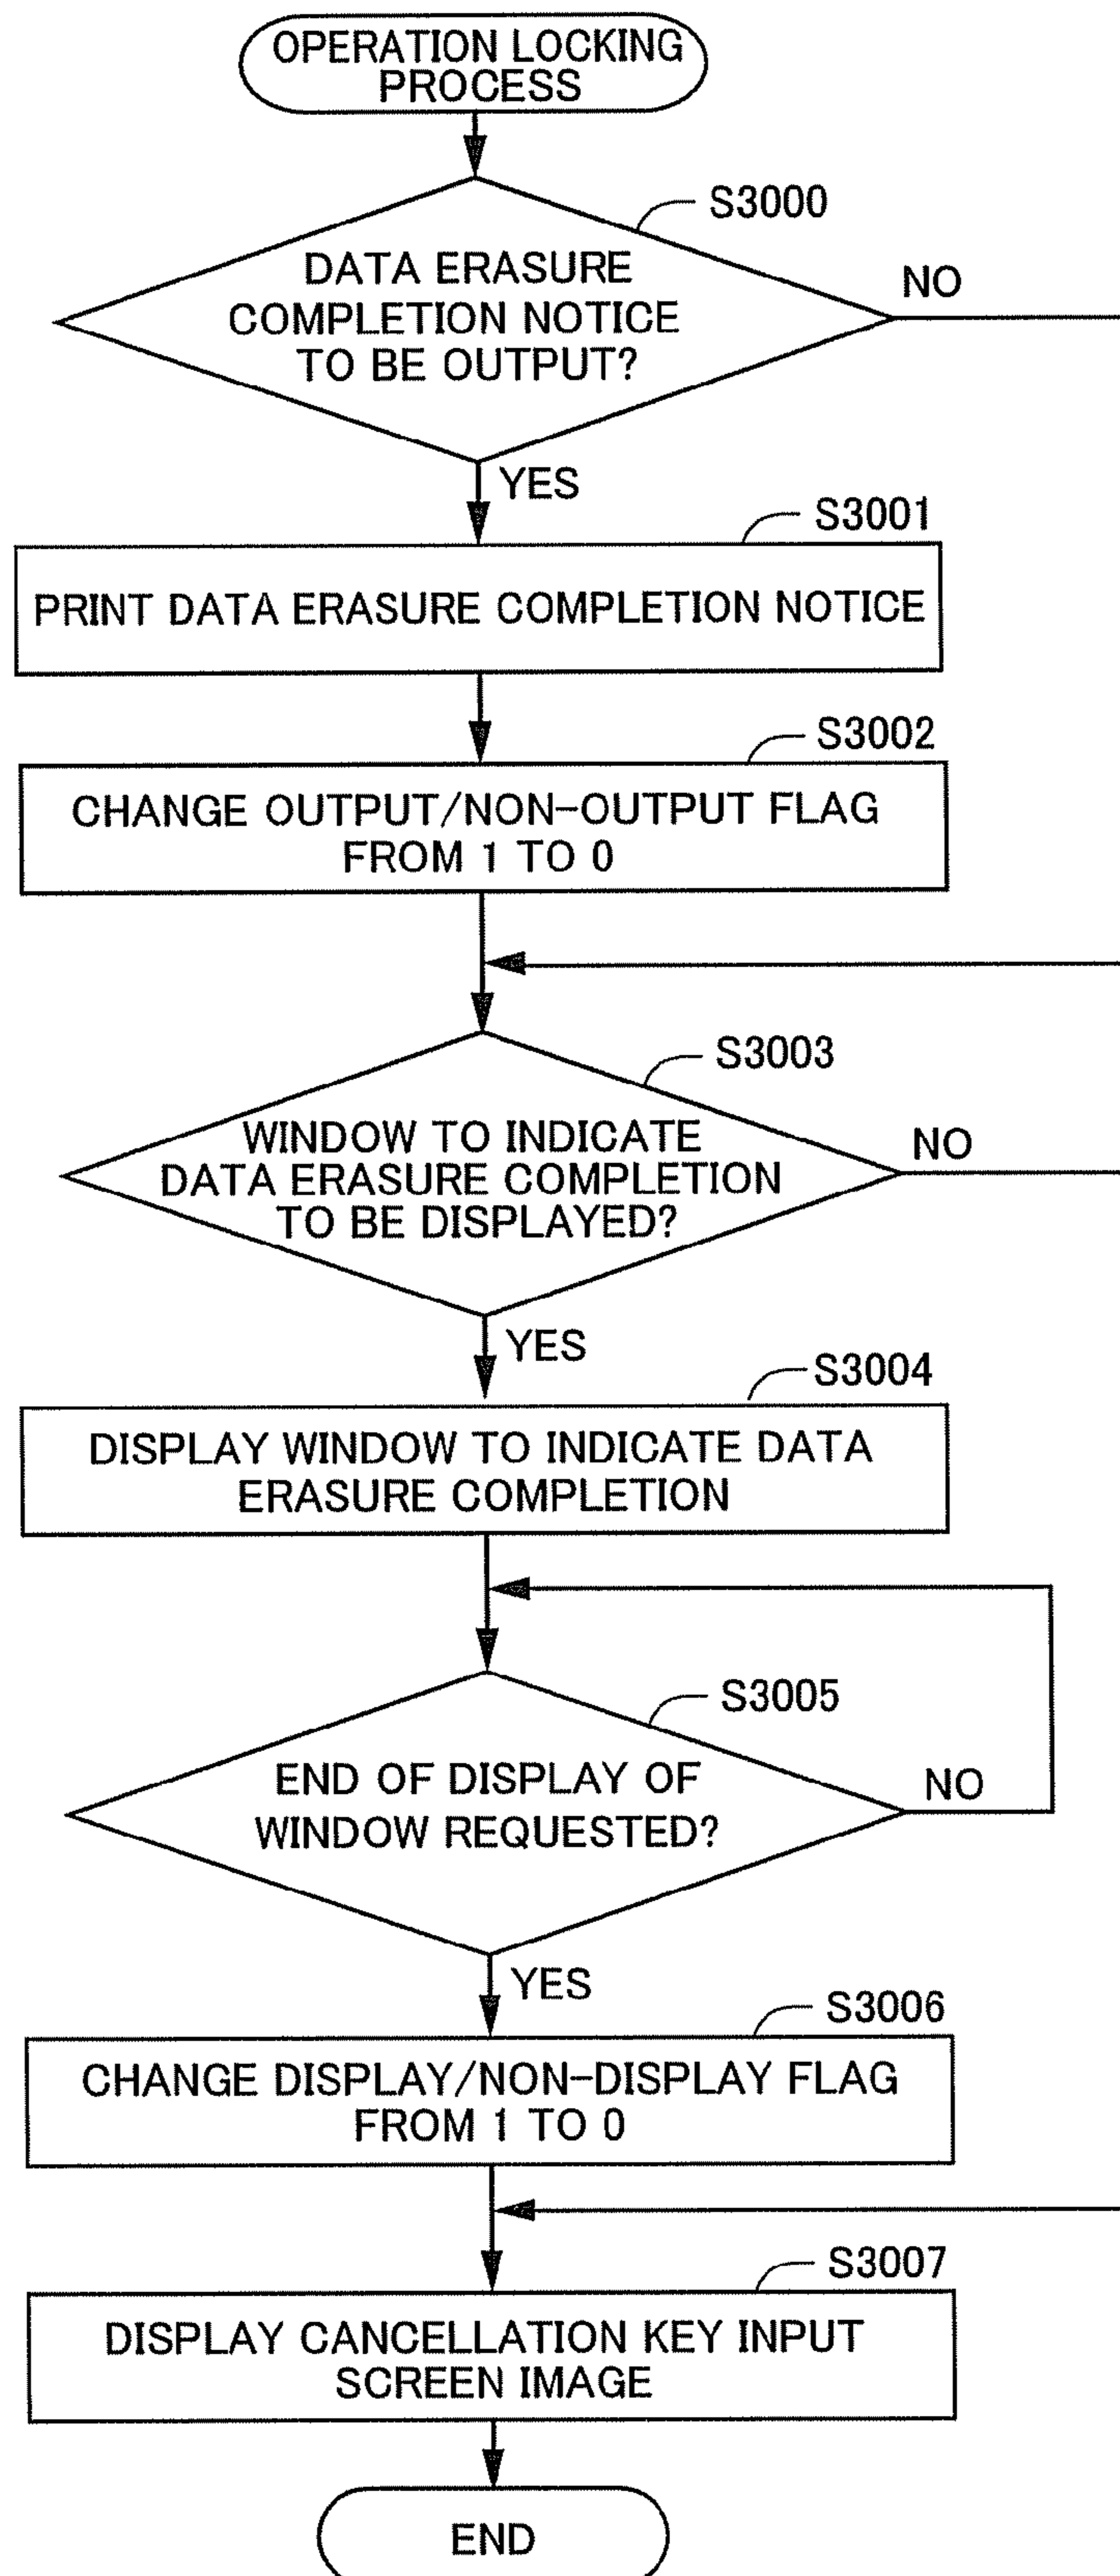 OPERATION LOCKING
PROCESS
S3000
DATA ERASURE
COMPLETION NOTICE
TO BE OUTPUT?
NO
YES
S3001
PRINT DATA ERASURE COMPLETION NOTICE
S3002
CHANGE OUTPUT/NON-OUTPUT FLAG
FROM 1 TO 0
S3003
WINDOW TO INDICATE
DATA ERASURE COMPLETION
TO BE DISPLAYED?
NO
YES
S3004
DISPLAY WINDOW TO INDICATE DATA
ERASURE COMPLETION
S3005
END OF DISPLAY OF
WINDOW REQUESTED?
NO
YES
S3006
CHANGE DISPLAY/NON-DISPLAY FLAG
FROM 1 TO 0
S3007
DISPLAY CANCELLATION KEY INPUT
SCREEN IMAGE
END